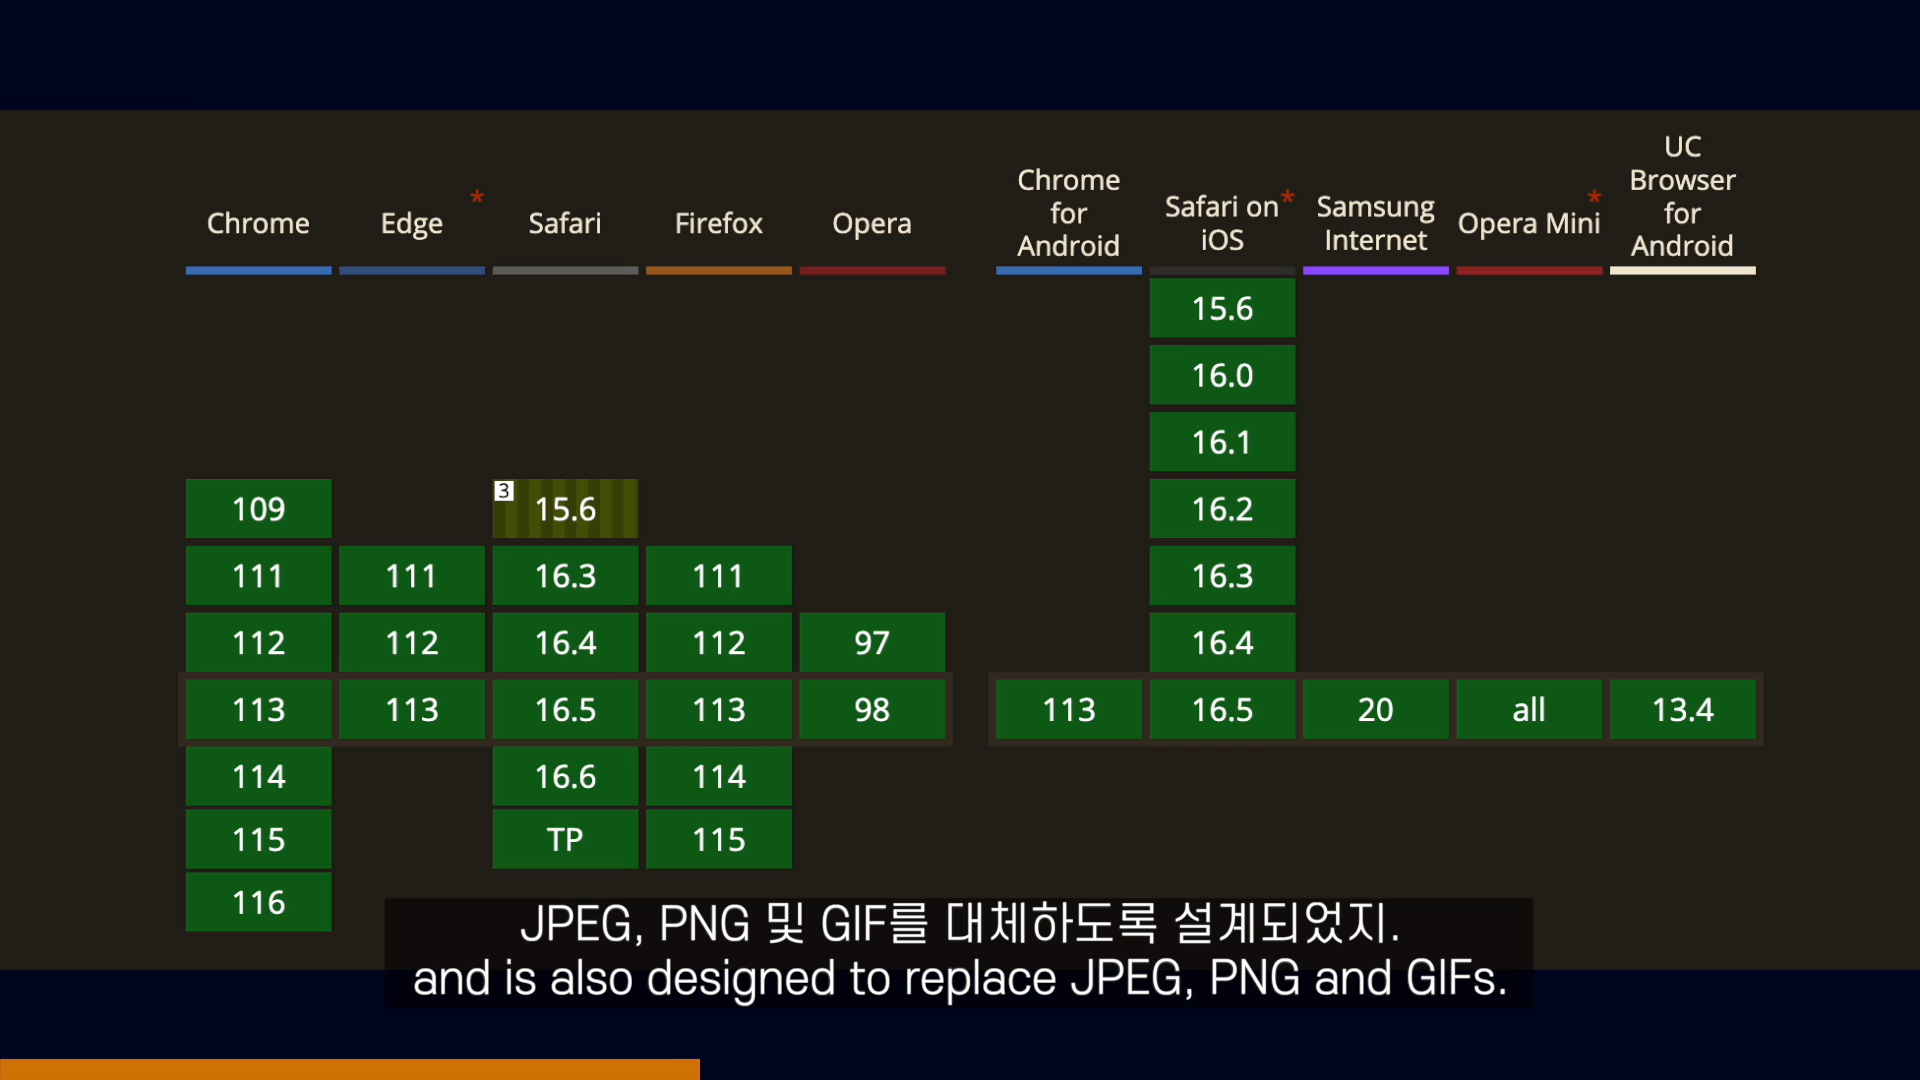 Chrome
Edge *
Safari
Firefox
Opera
Chrome
for
Android
Safari on *
iOS
Samsung
Internet
Opera Mini *
UC
Browser
for
Android
15.6
16.0
16.1
109 3 15.6 16.2
111 111 16.3 111 16.3
112 112 16.4 112 97 16.4
113 113 16.5 113 98 113 16.5 20 all 13.4
114 16.6 114
115 TP 115
116
JPEG, PNG 및 GIF를 대체하도록 설계되었지.
and is also designed to replace JPEG, PNG and GIFs.